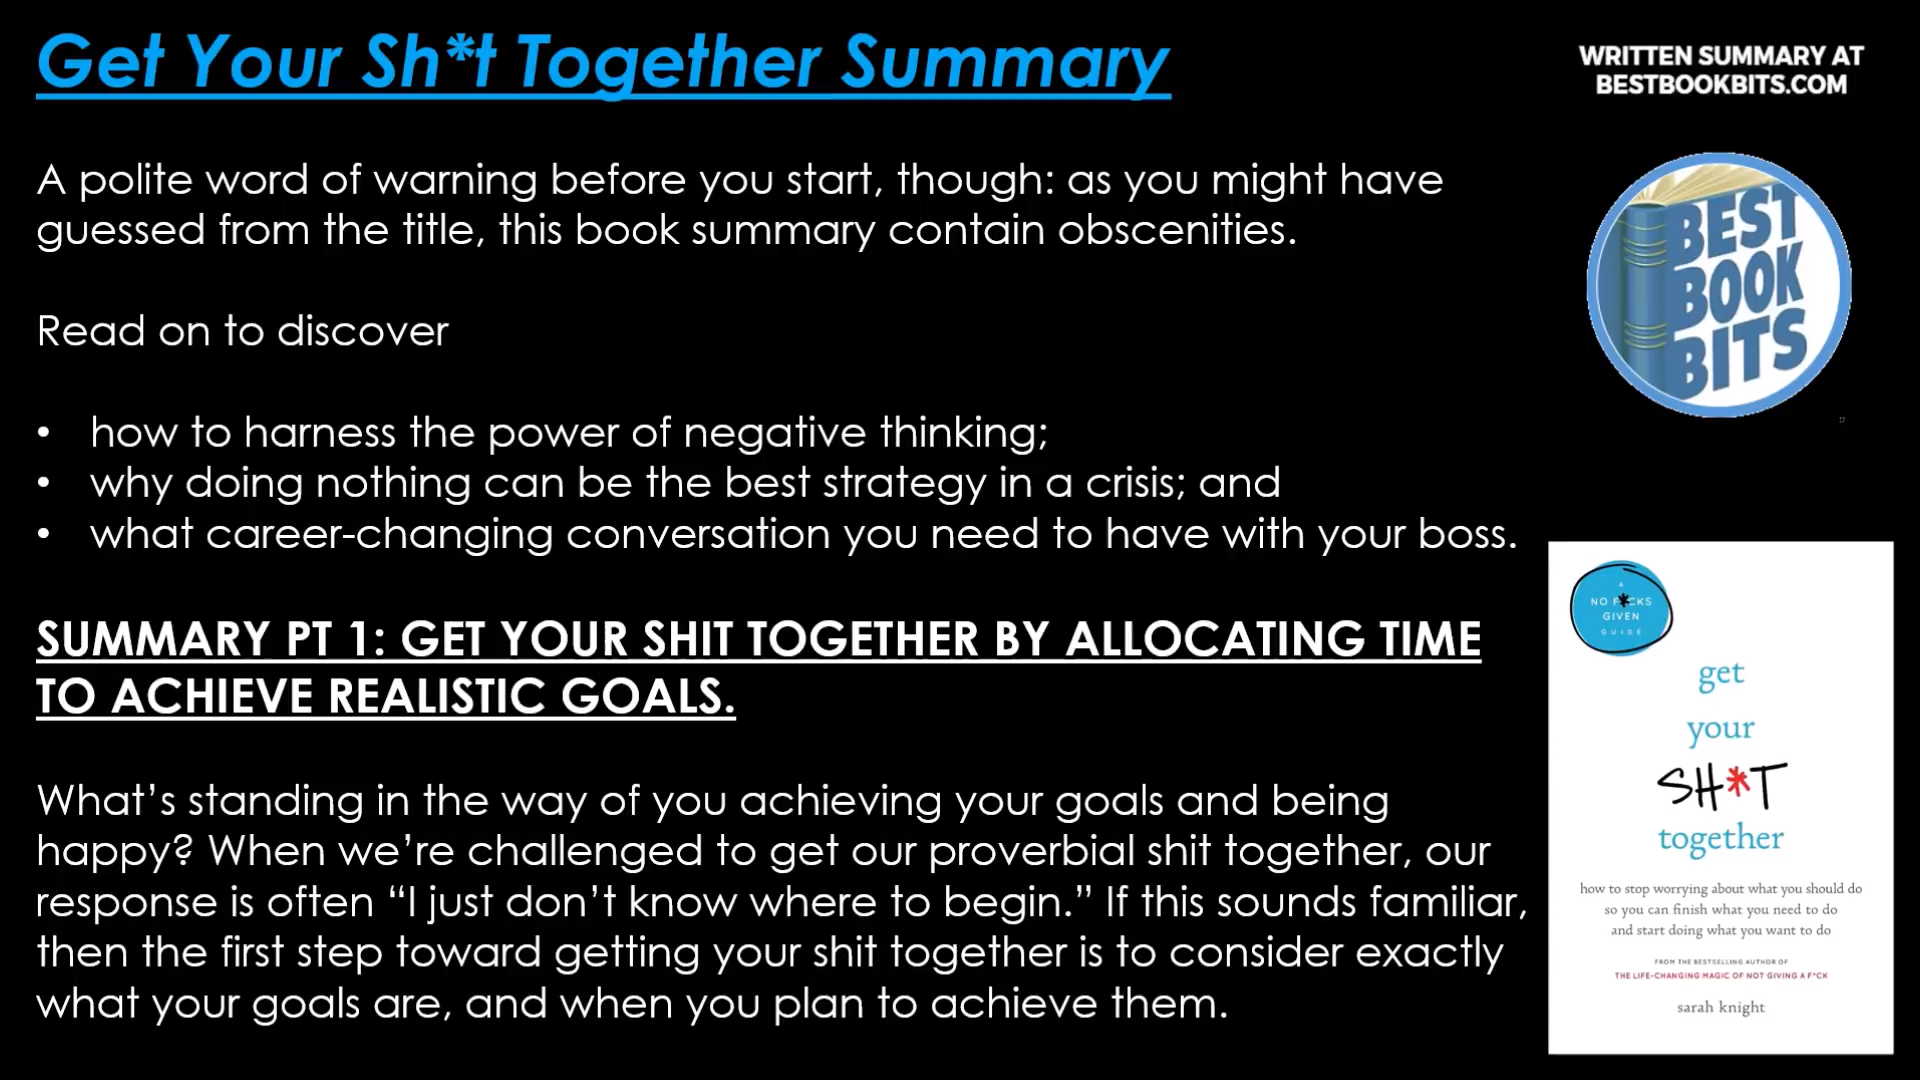 Get Your Sh*t Together Summary
WRITTEN SUMMARY AT
BESTBOOKBITS.COM
A polite word of warning before you start, though: as you might have
guessed from the title, this book summary contain obscenities.
Read on to discover
• how to harness the power of negative thinking;
• why doing nothing can be the best strategy in a crisis; and
• what career-changing conversation you need to have with your boss.
SUMMARY PT 1: GET YOUR SHIT TOGETHER BY ALLOCATING TIME
TO ACHIEVE REALISTIC GOALS.
What’s standing in the way of you achieving your goals and being
happy? When we’re challenged to get our proverbial shit together, our
response is often “I just don’t know where to begin.” If this sounds familiar,
then the first step toward getting your shit together is to consider exactly
what your goals are, and when you plan to achieve them.
BEST
BOOK
BITS
A
NO F*CKS
GIVEN
GUIDE
get
your
SH*T
together
how to stop worrying about what you should do
so you can finish what you need to do
and start doing what you want to do
FROM THE BESTSELLING AUTHOR OF
THE LIFE-CHANGING MAGIC OF NOT GIVING A F*CK
sarah knight